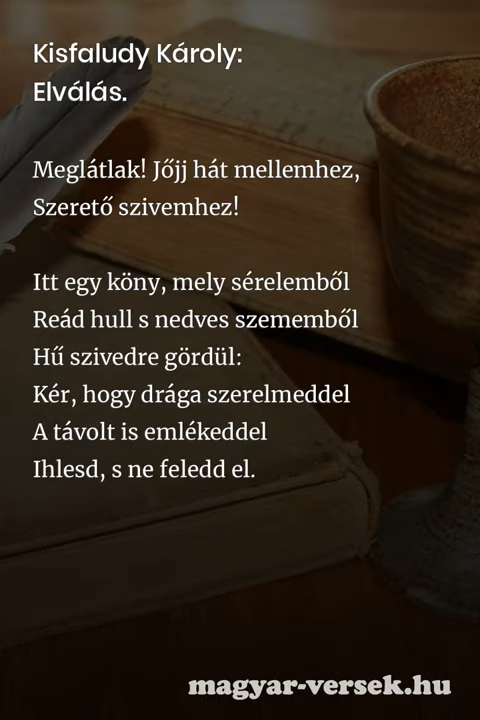 Kisfaludy Károly:
Elválás.
Meglátlak! Jőjj hát mellemhez,
Szerető szivemhez!
Itt egy köny, mely sérelemből
Reád hull s nedves szememből
Hű szivedre gördül:
Kér, hogy drága szerelmeddel
A távolt is emlékeddel
Ihlesd, s ne feledd el.
magyar-versek.hu